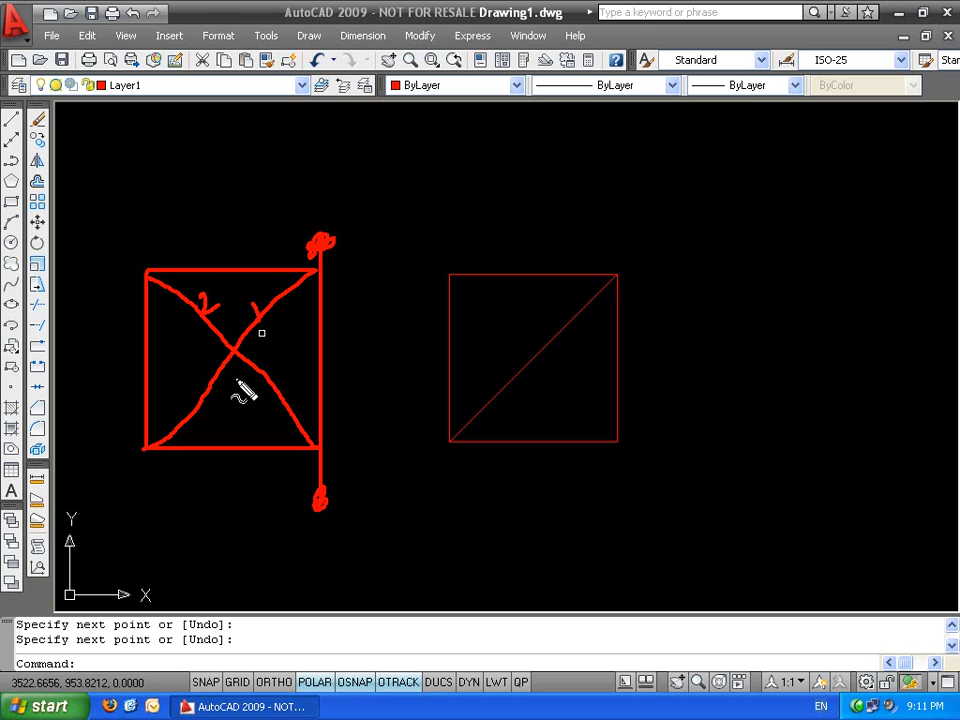 AutoCAD 2009 - NOT FOR RESALE Drawing1.dwg
Type a keyword or phrase
File Edit View Insert Format Tools Draw Dimension Modify Express Window Help
Standard ISO-25 Star
Layer1 ByLayer ByLayer ByLayer ByColor
2 1
Y
X
Specify next point or [Undo]:
Specify next point or [Undo]:
Command:
3522.6656, 953.8212, 0.0000 SNAP GRID ORTHO POLAR OSNAP OTRACK DUCS DYN LWT QP A 1:1
start AutoCAD 2009 - NOT... EN 9:11 PM